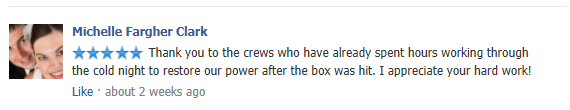 Michelle Fargher Clark
Thank you to the crews who have already spent hours working through
the cold night to restore our power after the box was hit. I appreciate your hard work!
Like · about 2 weeks ago